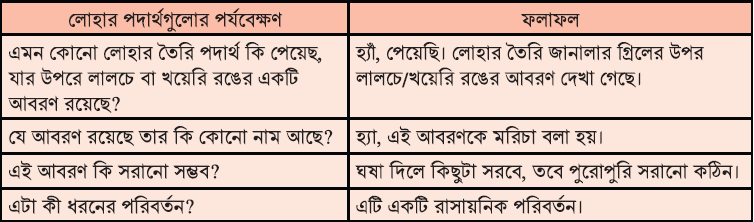 লোহার পদার্থগুলোর পর্যবেক্ষণ
ফলাফল
এমন কোনো লোহার তৈরি পদার্থ কি পেয়েছ,
যার উপরে লালচে বা খয়েরি রঙের একটি
আবরণ রয়েছে?
হ্যাঁ, পেয়েছি। লোহার তৈরি জানালার গ্রিলের উপর
লালচে/খয়েরি রঙের আবরণ দেখা গেছে।
যে আবরণ রয়েছে তার কি কোনো নাম আছে?
হ্যা, এই আবরণকে মরিচা বলা হয়।
এই আবরণ কি সরানো সম্ভব?
ঘষা দিলে কিছুটা সরবে, তবে পুরোপুরি সরানো কঠিন।
এটা কী ধরনের পরিবর্তন?
এটি একটি রাসায়নিক পরিবর্তন।